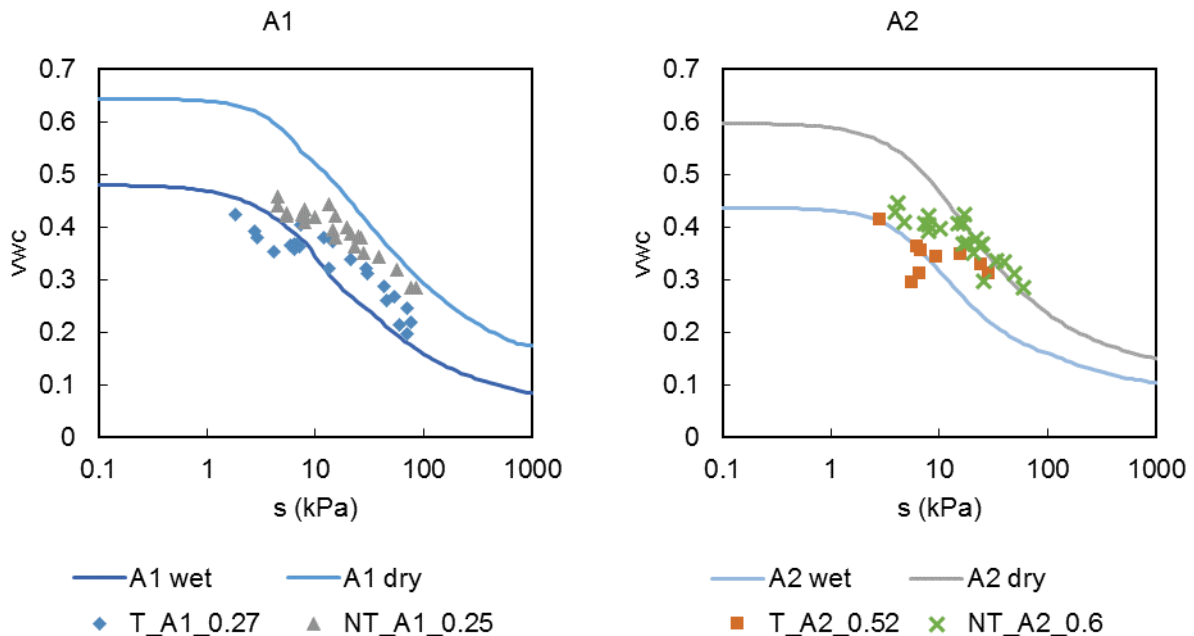 A1
0.7
0.6
0.5
0.4
0.3
0.2
0.1
0
vwc
0.1 1 10 100 1000
s (kPa)
A1 wet A1 dry
T_A1_0.27 NT_A1_0.25
A2
0.7
0.6
0.5
0.4
0.3
0.2
0.1
0
vwc
0.1 1 10 100 1000
s (kPa)
A2 wet A2 dry
T_A2_0.52 NT_A2_0.6